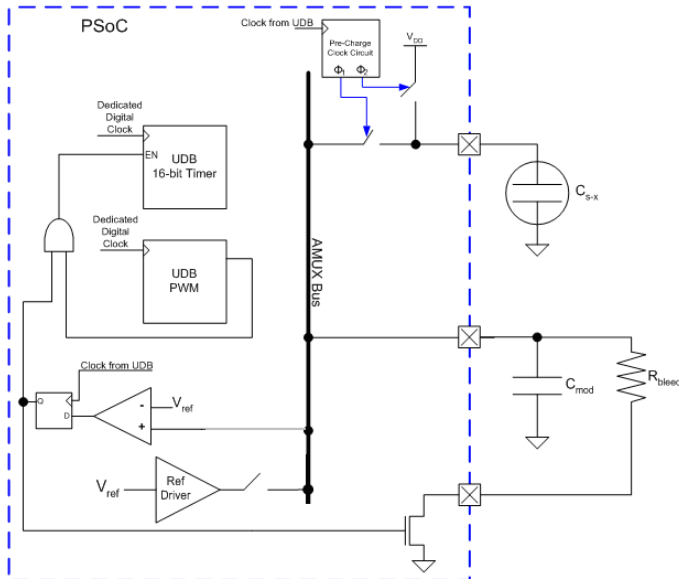 PSoC
Clock from UDB
Pre-Charge
Clock Circuit
Φ1 Φ2
VDD
Dedicated
Digital
Clock
EN
UDB
16-bit Timer
Cs-x
Dedicated
Digital
Clock
UDB
PWM
AMUX Bus
Clock from UDB
Q
D
-
+
Vref
Cmod
Rbleed
Vref
Ref
Driver